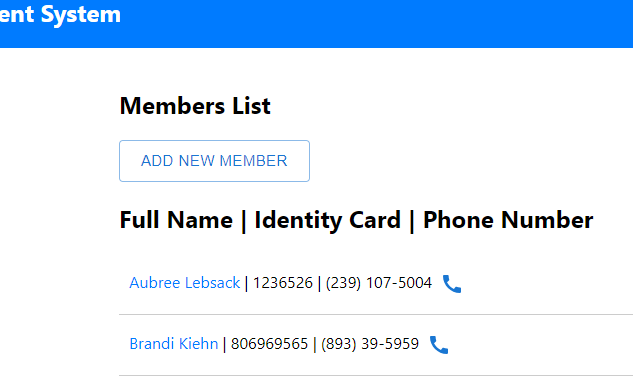 ent System
Members List
ADD NEW MEMBER
Full Name | Identity Card | Phone Number
Aubree Lebsack | 1236526 | (239) 107-5004
Brandi Kiehn | 806969565 | (893) 39-5959